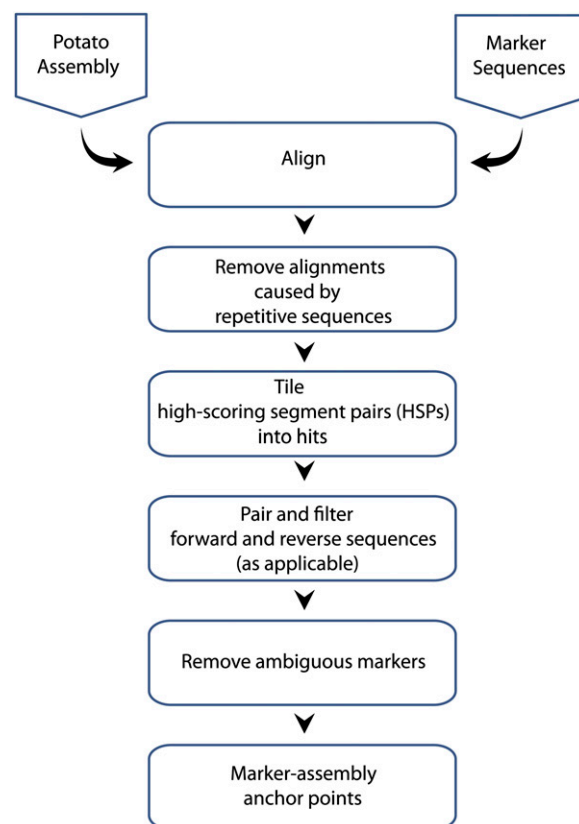 Potato
Assembly
Marker
Sequences
Align
Remove alignments
caused by
repetitive sequences
Tile
high-scoring segment pairs (HSPs)
into hits
Pair and filter
forward and reverse sequences
(as applicable)
Remove ambiguous markers
Marker-assembly
anchor points